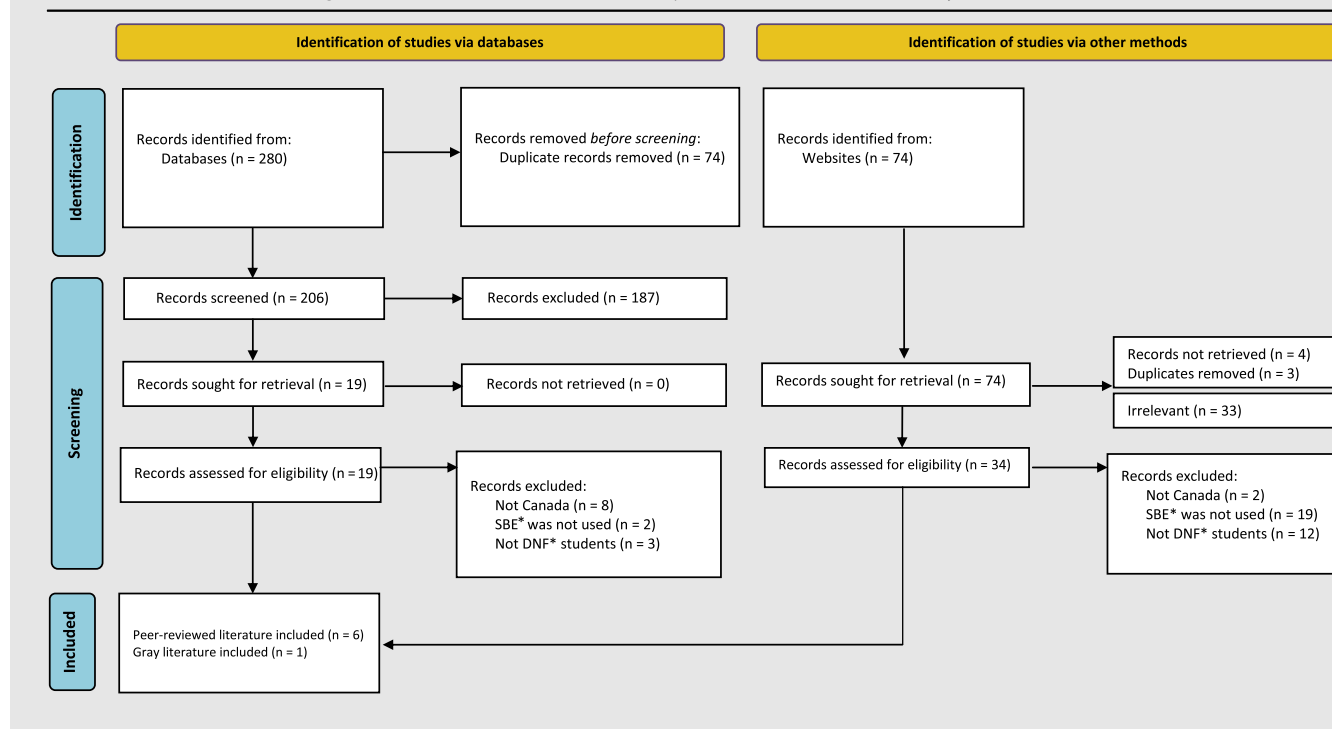 Identification of studies via databases
Identification of studies via other methods
Identification
Records identified from:
Databases (n = 280)
Records removed before screening:
Duplicate records removed (n = 74)
Records identified from:
Websites (n = 74)
Screening
Records screened (n = 206)
Records excluded (n = 187)
Records sought for retrieval (n = 19)
Records not retrieved (n = 0)
Records sought for retrieval (n = 74)
Records not retrieved (n = 4)
Duplicates removed (n = 3)
Irrelevant (n = 33)
Records assessed for eligibility (n = 19)
Records excluded:
Not Canada (n = 8)
SBE* was not used (n = 2)
Not DNF* students (n = 3)
Records assessed for eligibility (n = 34)
Records excluded:
Not Canada (n = 2)
SBE* was not used (n = 19)
Not DNF* students (n = 12)
Included
Peer-reviewed literature included (n = 6)
Gray literature included (n = 1)